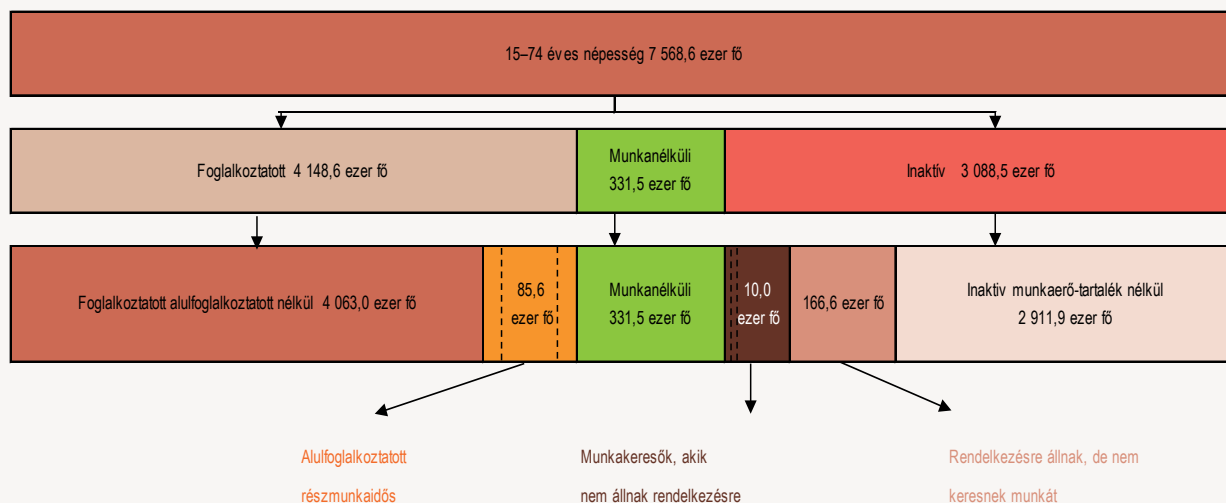 15–74 éves népesség 7 568,6 ezer fő
Foglalkoztatott 4 148,6 ezer fő
Munkanélküli
331,5 ezer fő
Inaktív 3 088,5 ezer fő
Foglalkoztatott alulfoglalkoztatott nélkül 4 063,0 ezer fő
85,6
ezer fő
Munkanélküli
331,5 ezer fő
10,0
ezer fő
166,6 ezer fő
Inaktív munkaerő-tartalék nélkül
2 911,9 ezer fő
Alulfoglalkoztatott
részmunkaidős
Munkakeresők, akik
nem állnak rendelkezésre
Rendelkezésre állnak, de nem
keresnek munkát